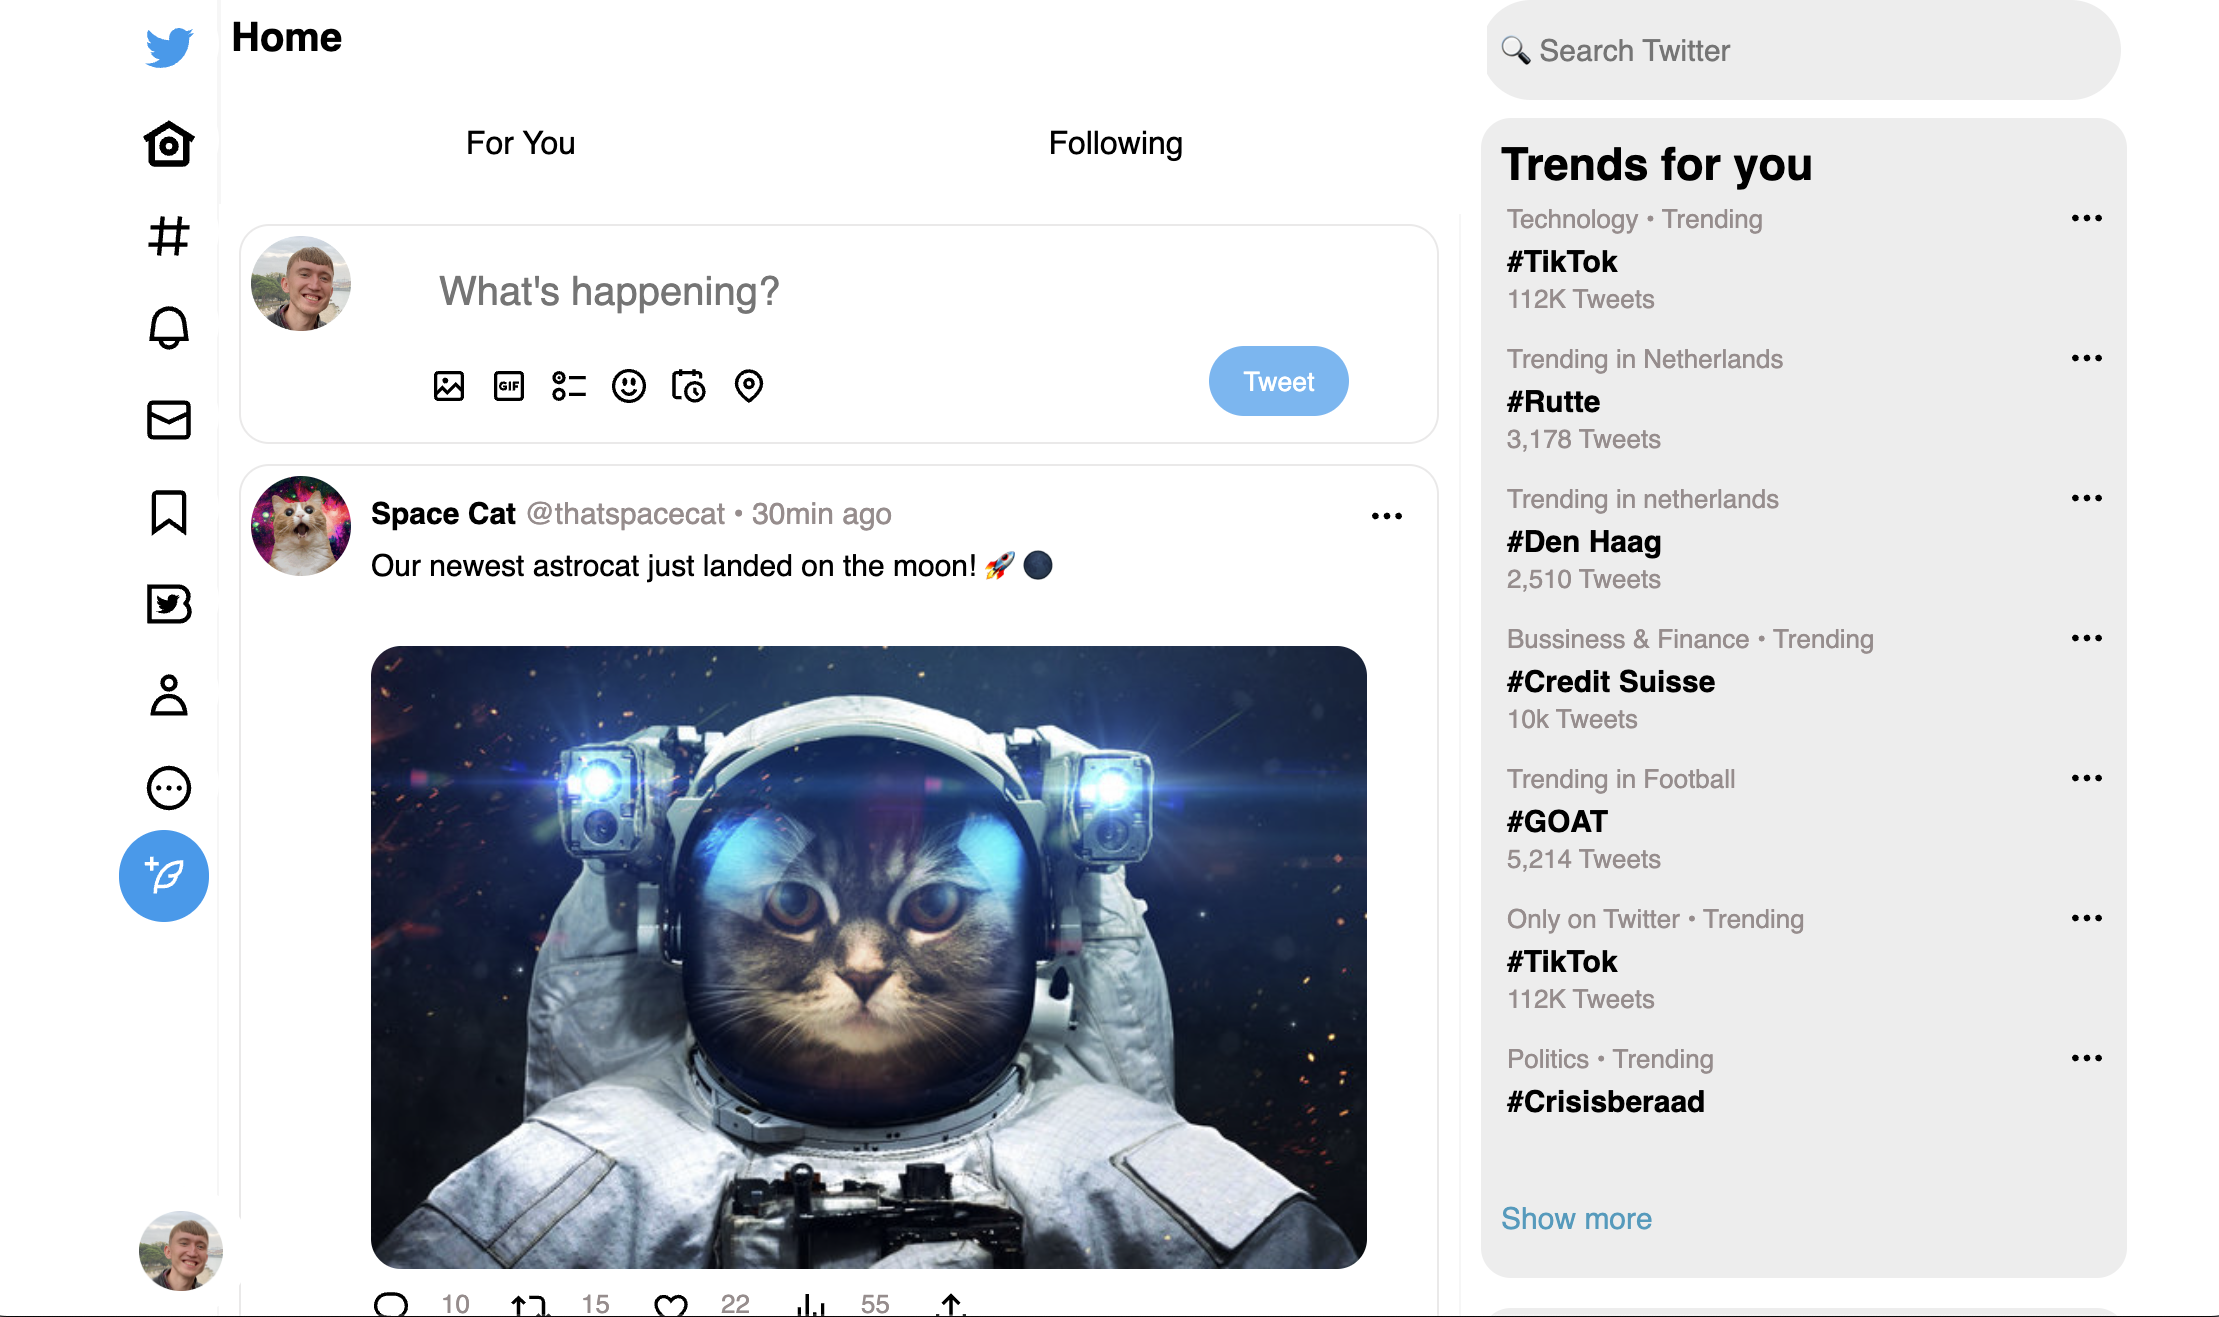 Home
For You
Following
What's happening?
GIF
Tweet
Space Cat @thatspacecat • 30min ago
Our newest astrocat just landed on the moon! 🚀 🌑
10 15 22 55
🔍 Search Twitter
Trends for you
Technology • Trending
#TikTok
112K Tweets
Trending in Netherlands
#Rutte
3,178 Tweets
Trending in netherlands
#Den Haag
2,510 Tweets
Bussiness & Finance • Trending
#Credit Suisse
10k Tweets
Trending in Football
#GOAT
5,214 Tweets
Only on Twitter • Trending
#TikTok
112K Tweets
Politics • Trending
#Crisisberaad
Show more